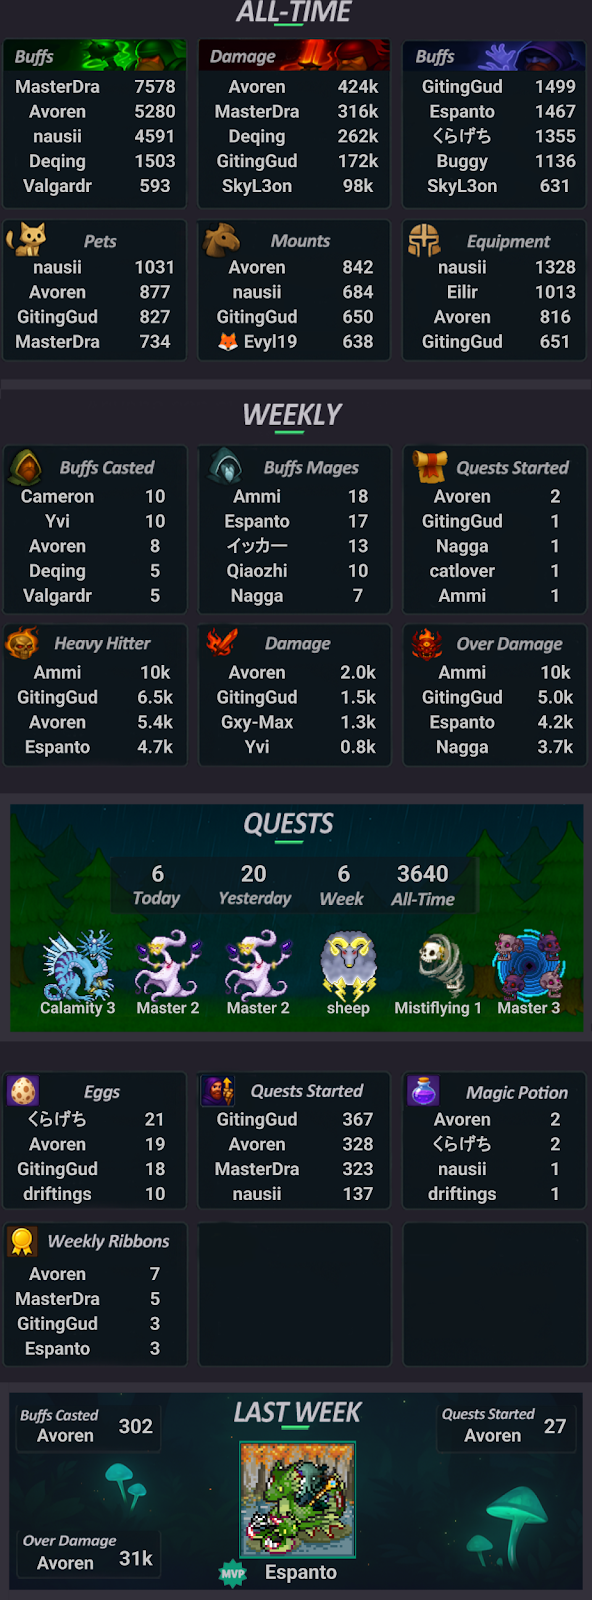 ALL-TIME
Buffs
MasterDra 7578
Avoren 5280
nausii 4591
Deqing 1503
Valgardr 593
Damage
Avoren 424k
MasterDra 316k
Deqing 262k
GitingGud 172k
SkyL3on 98k
Buffs
GitingGud 1499
Espanto 1467
くらげち 1355
Buggy 1136
SkyL3on 631
Pets
nausii 1031
Avoren 877
GitingGud 827
MasterDra 734
Mounts
Avoren 842
nausii 684
GitingGud 650
🦊 Evyl19 638
Equipment
nausii 1328
Eilir 1013
Avoren 816
GitingGud 651
WEEKLY
Buffs Casted
Cameron 10
Yvi 10
Avoren 8
Deqing 5
Valgardr 5
Buffs Mages
Ammi 18
Espanto 17
イッカー 13
Qiaozhi 10
Nagga 7
Quests Started
Avoren 2
GitingGud 1
Nagga 1
catlover 1
Ammi 1
Heavy Hitter
Ammi 10k
GitingGud 6.5k
Avoren 5.4k
Espanto 4.7k
Damage
Avoren 2.0k
GitingGud 1.5k
Gxy-Max 1.3k
Yvi 0.8k
Over Damage
Ammi 10k
GitingGud 5.0k
Espanto 4.2k
Nagga 3.7k
QUESTS
6 20 6 3640
Today Yesterday Week All-Time
Calamity 3 Master 2 Master 2 sheep Mistiflying 1 Master 3
Eggs
くらげち 21
Avoren 19
GitingGud 18
driftings 10
Quests Started
GitingGud 367
Avoren 328
MasterDra 323
nausii 137
Magic Potion
Avoren 2
くらげち 2
nausii 1
driftings 1
Weekly Ribbons
Avoren 7
MasterDra 5
GitingGud 3
Espanto 3
LAST WEEK
Buffs Casted
Avoren 302
Quests Started
Avoren 27
Over Damage
Avoren 31k
MVP Espanto